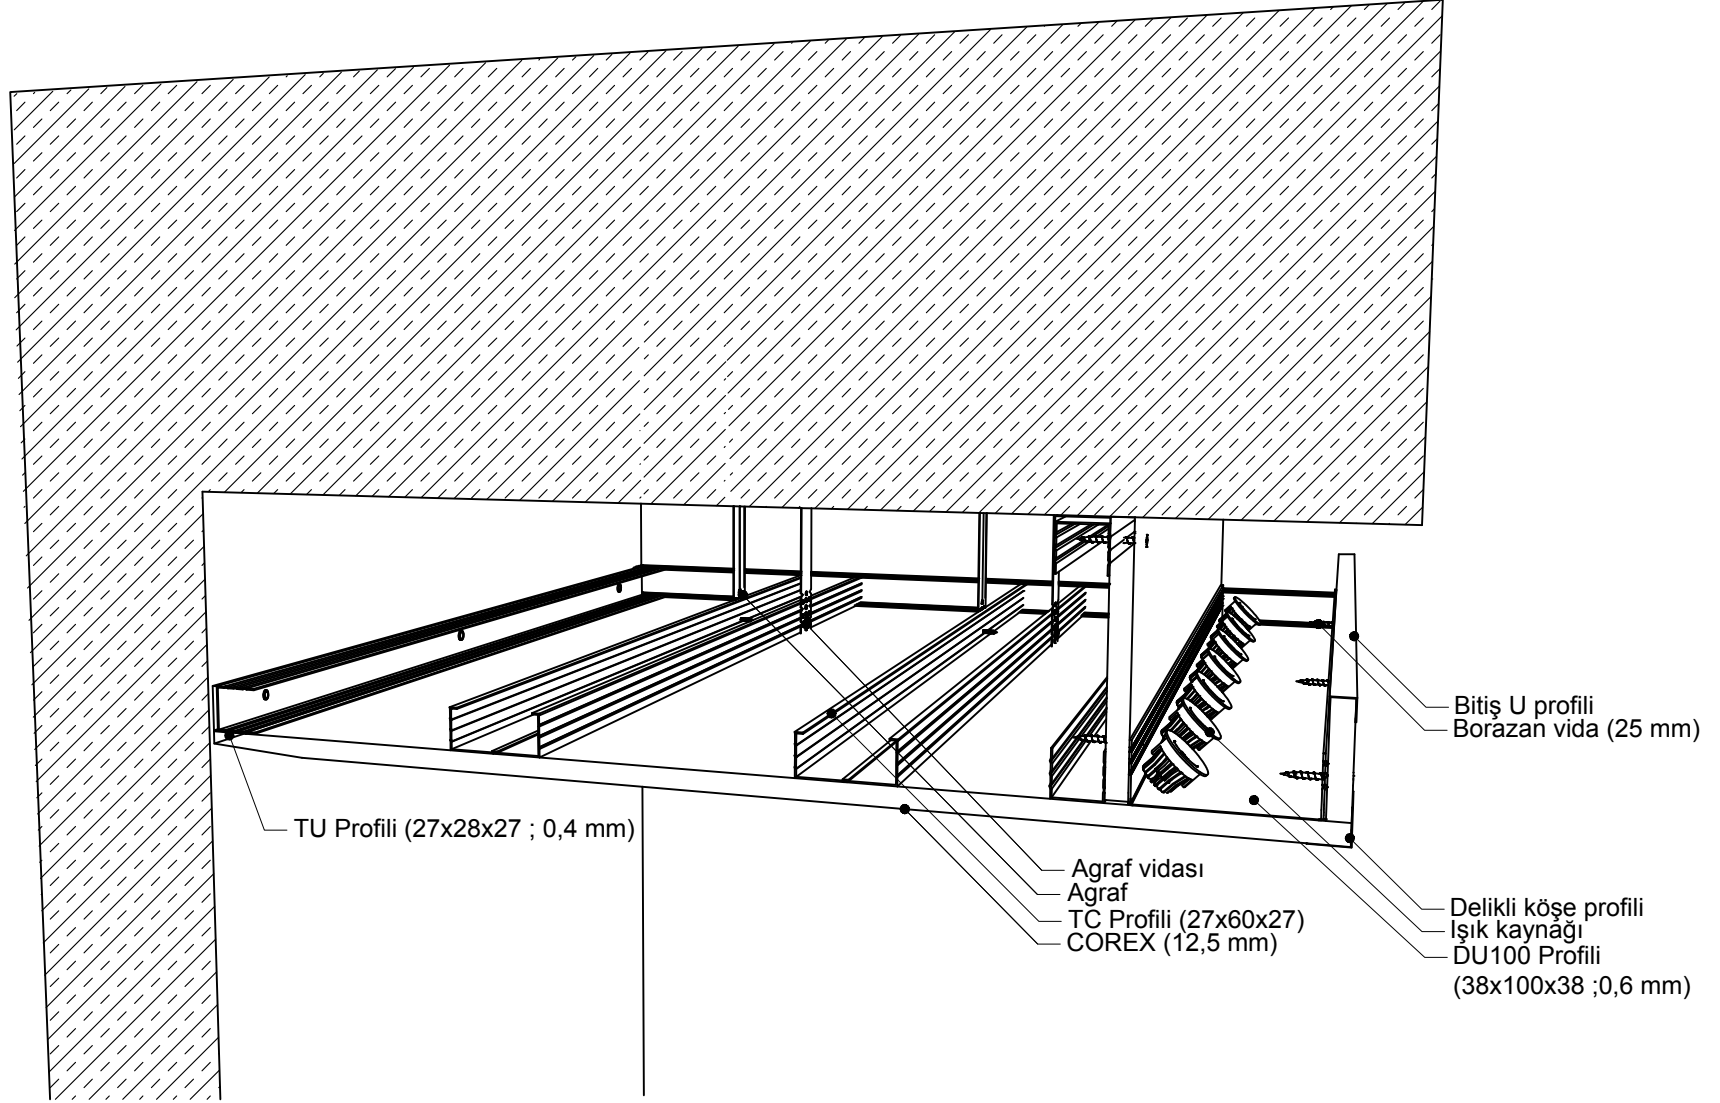 Bitiş U profili
Borazan vida (25 mm)
TU Profili (27x28x27 ; 0,4 mm)
Agraf vidası
Agraf
TC Profili (27x60x27)
COREX (12,5 mm)
Delikli köşe profili
Işık kaynağı
DU100 Profili
(38x100x38 ;0,6 mm)